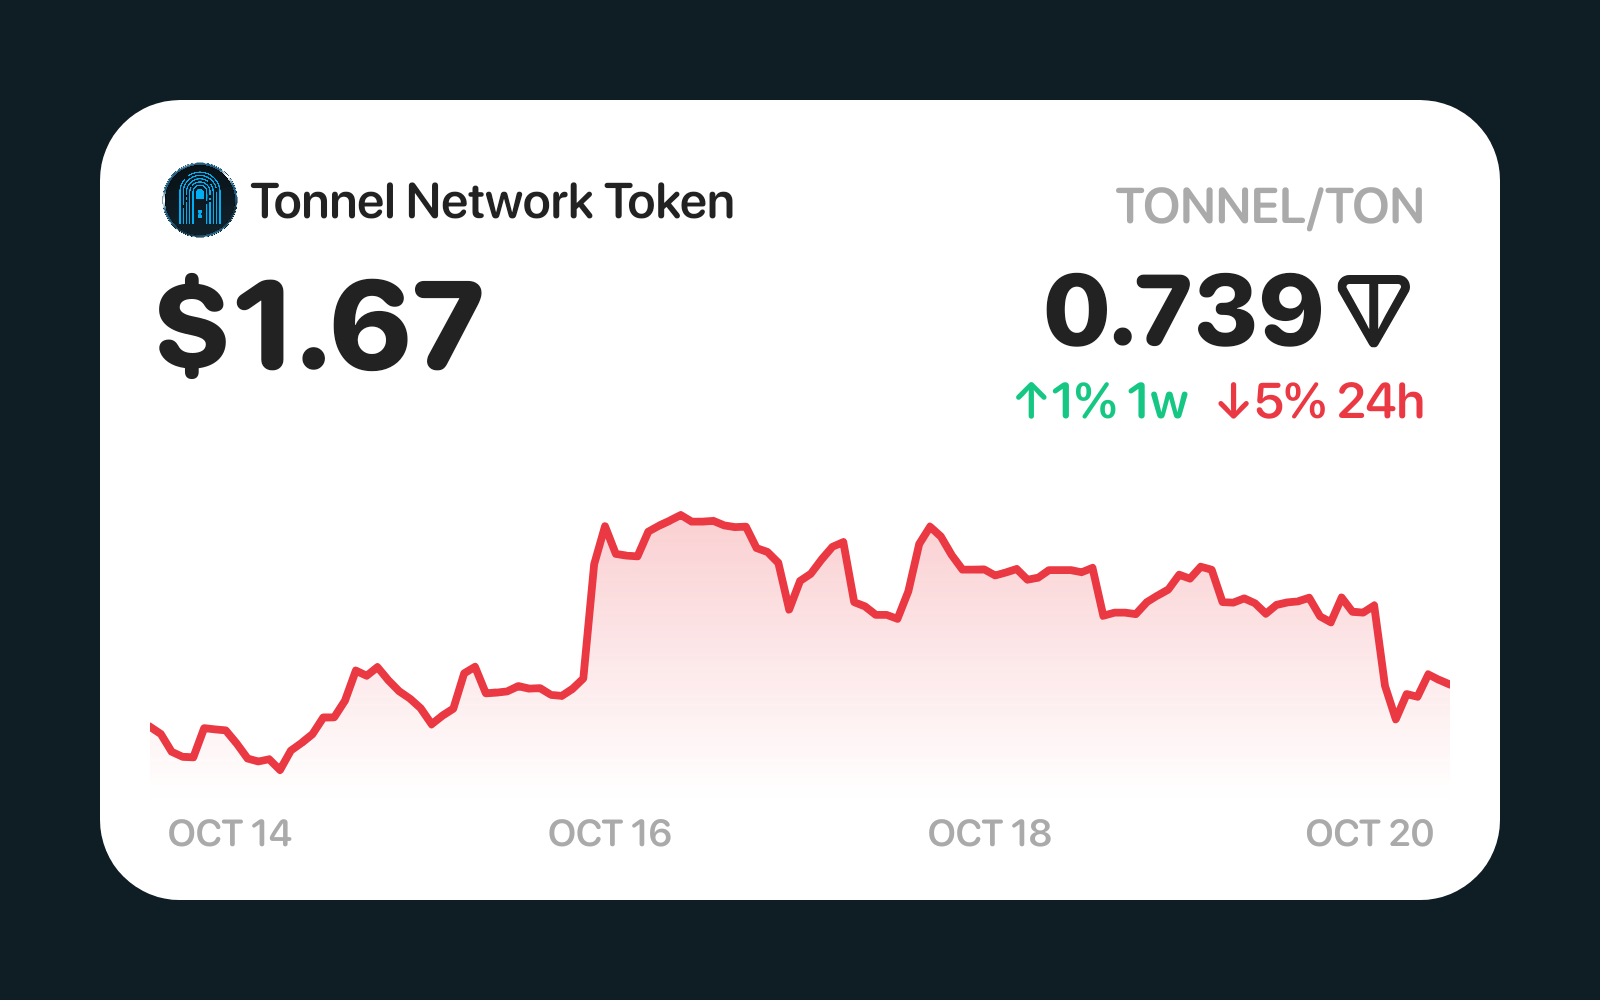 Tonnel Network Token
TONNEL/TON
$1.67
0.739
↑1% 1w ↓5% 24h
OCT 14
OCT 16
OCT 18
OCT 20